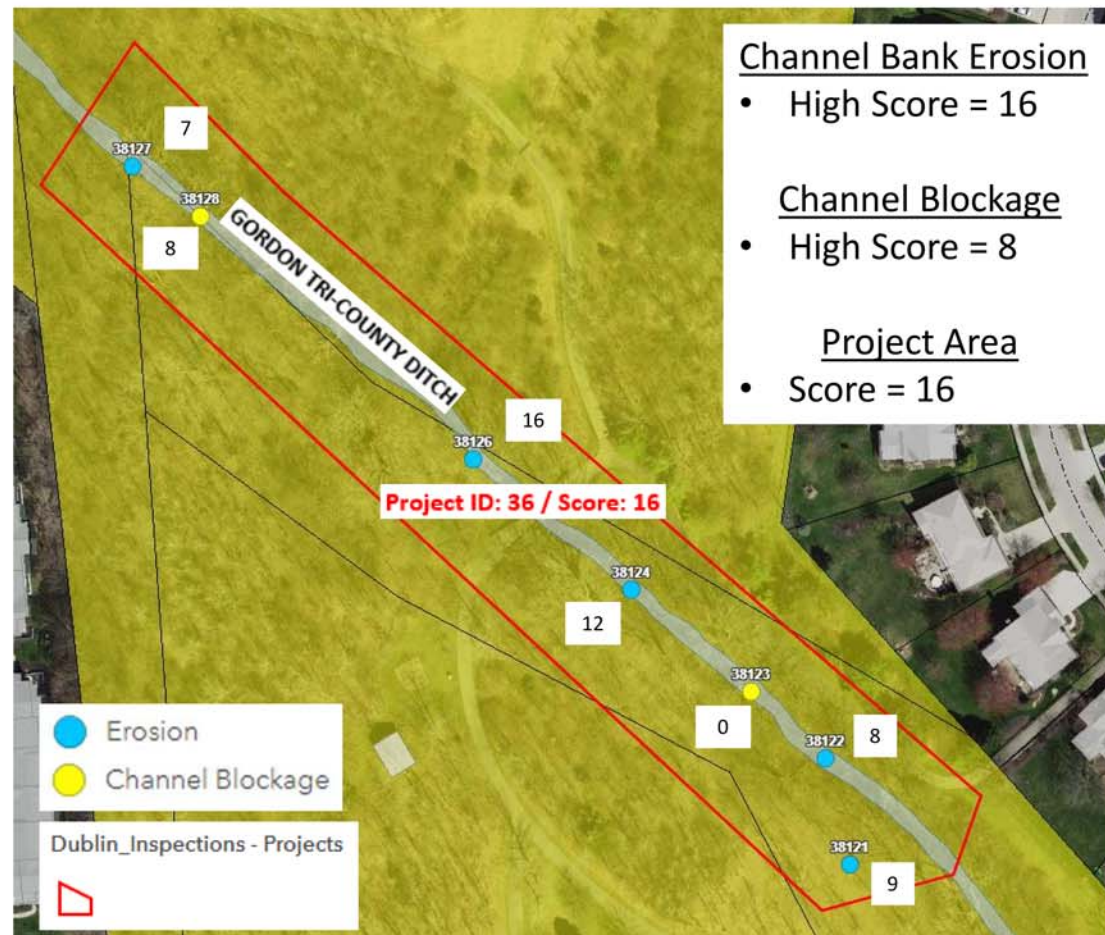 Channel Bank Erosion
• High Score = 16
Channel Blockage
• High Score = 8
Project Area
• Score = 16
7
38127
38128
8
GORDON TRI-COUNTY DITCH
16
38126
Project ID: 36 / Score: 16
38124
12
38123
0
38122
8
38121
9
Erosion
Channel Blockage
Dublin_Inspections - Projects